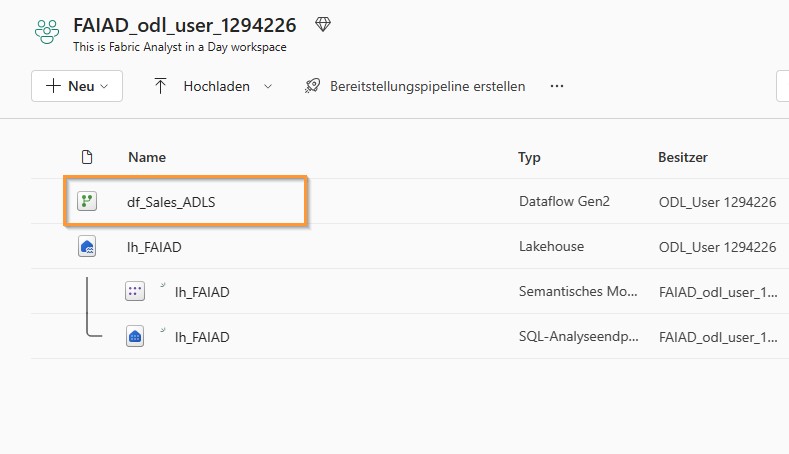 FAIAD_odl_user_1294226
This is Fabric Analyst in a Day workspace
Neu
Hochladen
Bereitstellungspipeline erstellen
...
Name Typ Besitzer
df_Sales_ADLS Dataflow Gen2 ODL_User 1294226
lh_FAIAD Lakehouse ODL_User 1294226
lh_FAIAD Semantisches Mo... FAIAD_odl_user_1...
lh_FAIAD SQL-Analyseendp... FAIAD_odl_user_1...